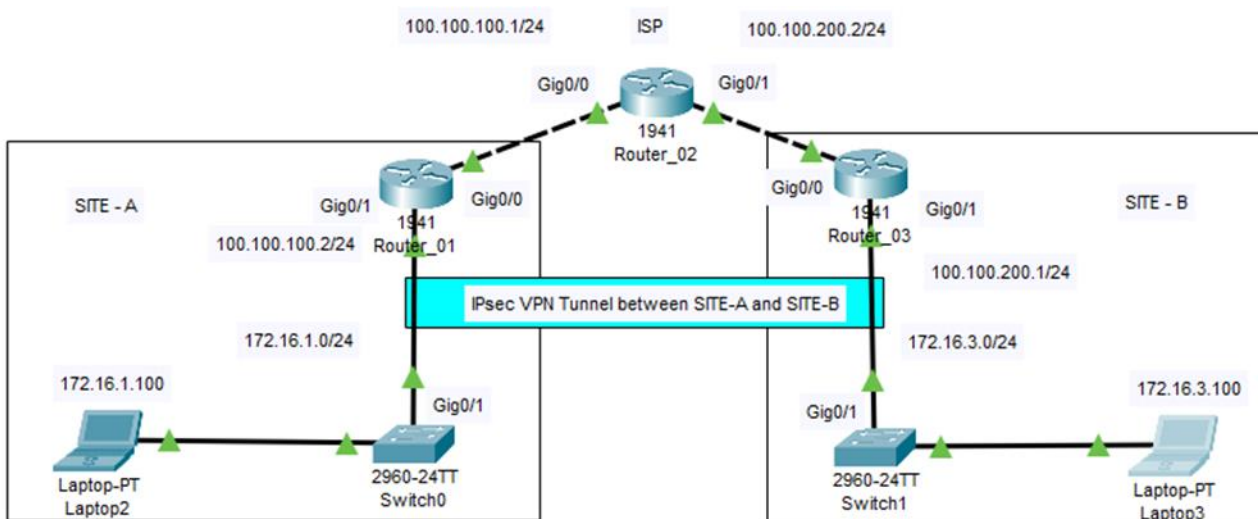 100.100.100.1/24
ISP
100.100.200.2/24
Gig0/0
Gig0/1
1941
Router_02
SITE - A
Gig0/1
Gig0/0
1941
Router_01
100.100.100.2/24
Gig0/0
Gig0/1
1941
Router_03
SITE - B
100.100.200.1/24
IPsec VPN Tunnel between SITE-A and SITE-B
172.16.1.0/24
172.16.3.0/24
172.16.1.100
Gig0/1
Laptop-PT
Laptop2
2960-24TT
Switch0
Gig0/1
2960-24TT
Switch1
172.16.3.100
Laptop-PT
Laptop3